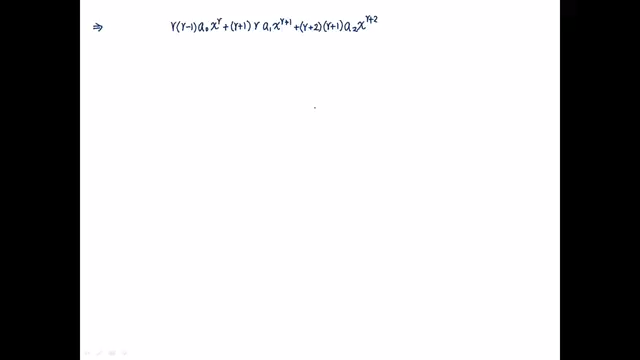 ⇒ r(r-1)a₀x^r + (r+1) r a₁x^{r+1} + (r+2)(r+1)a₂x^{r+2}